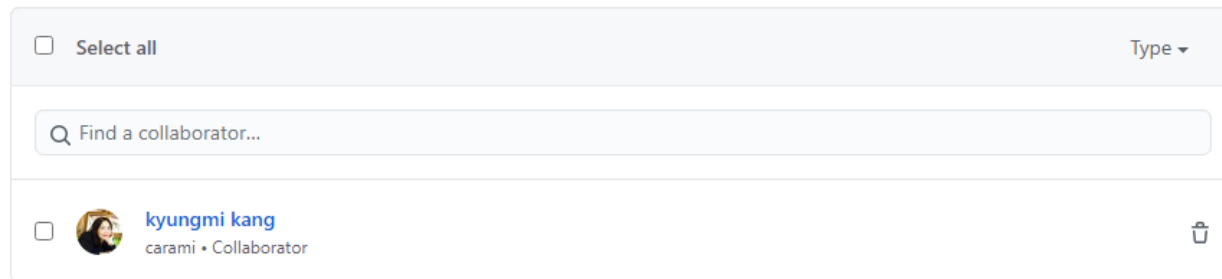 Select all
Type
Find a collaborator...
kyungmi kang
carami • Collaborator